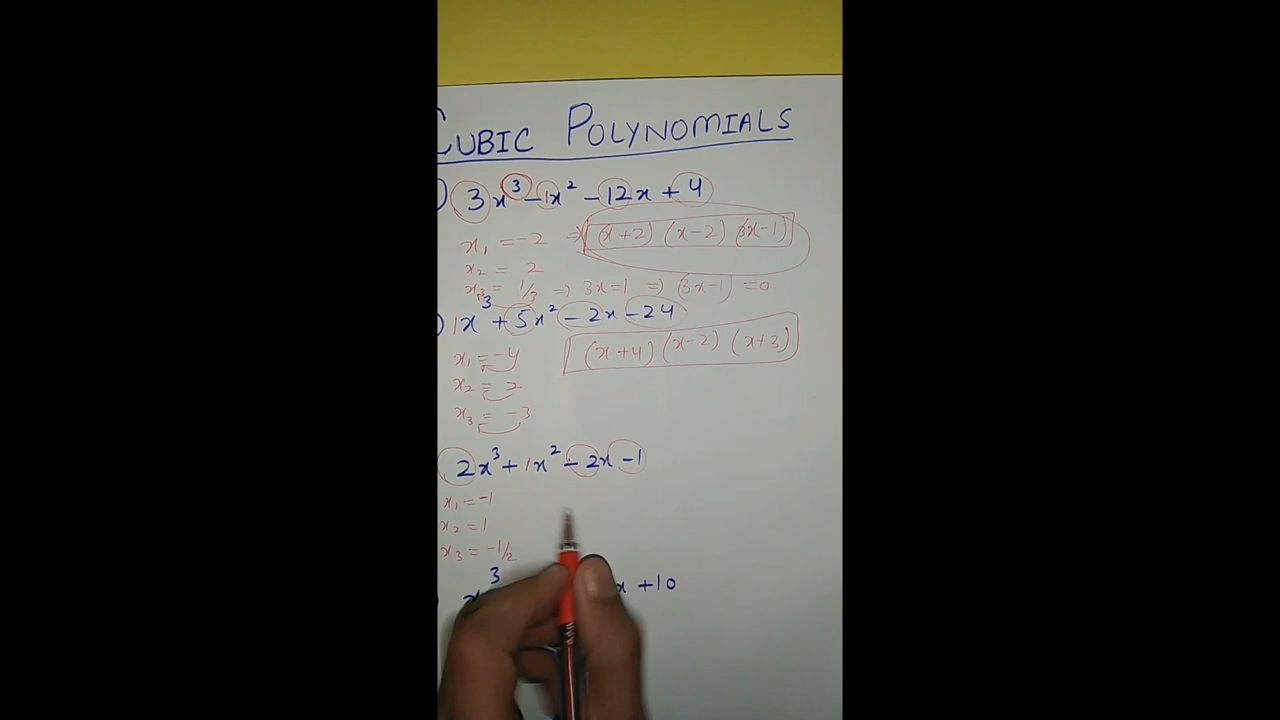 CUBIC POLYNOMIALS
3x³ - 1x² - 12x + 4
x₁ = -2 ⇒ (x+2) (x-2) (3x-1)
x₂ = 2
x₃ = 1/3 ⇒ 3x=1 ⇒ (3x-1) = 0
1x³ + 5x² - 2x - 24
x₁ = -4 (x+4) (x-2) (x+3)
x₂ = 2
x₃ = -3
2x³ + 1x² - 2x - 1
x₁ = -1
x₂ = 1
x₃ = -1/2
x³ x + 10